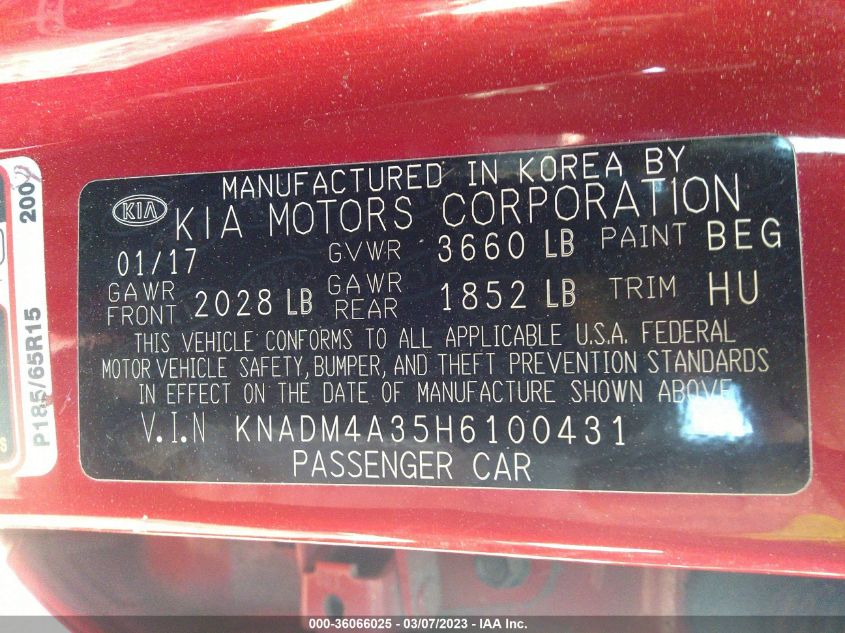 MANUFACTURED IN KOREA BY
KIA KIA MOTORS CORPORATION
01/17 GVWR 3660 LB PAINT BEG
GAWR FRONT 2028 LB GAWR REAR 1852 LB TRIM HU
THIS VEHICLE CONFORMS TO ALL APPLICABLE U.S.A. FEDERAL
MOTOR VEHICLE SAFETY, BUMPER, AND THEFT PREVENTION STANDARDS
IN EFFECT ON THE DATE OF MANUFACTURE SHOWN ABOVE
V.I.N KNADM4A35H6100431
PASSENGER CAR
P185/65R15
200
000-36066025 — 03/07/2023 — IAA Inc.